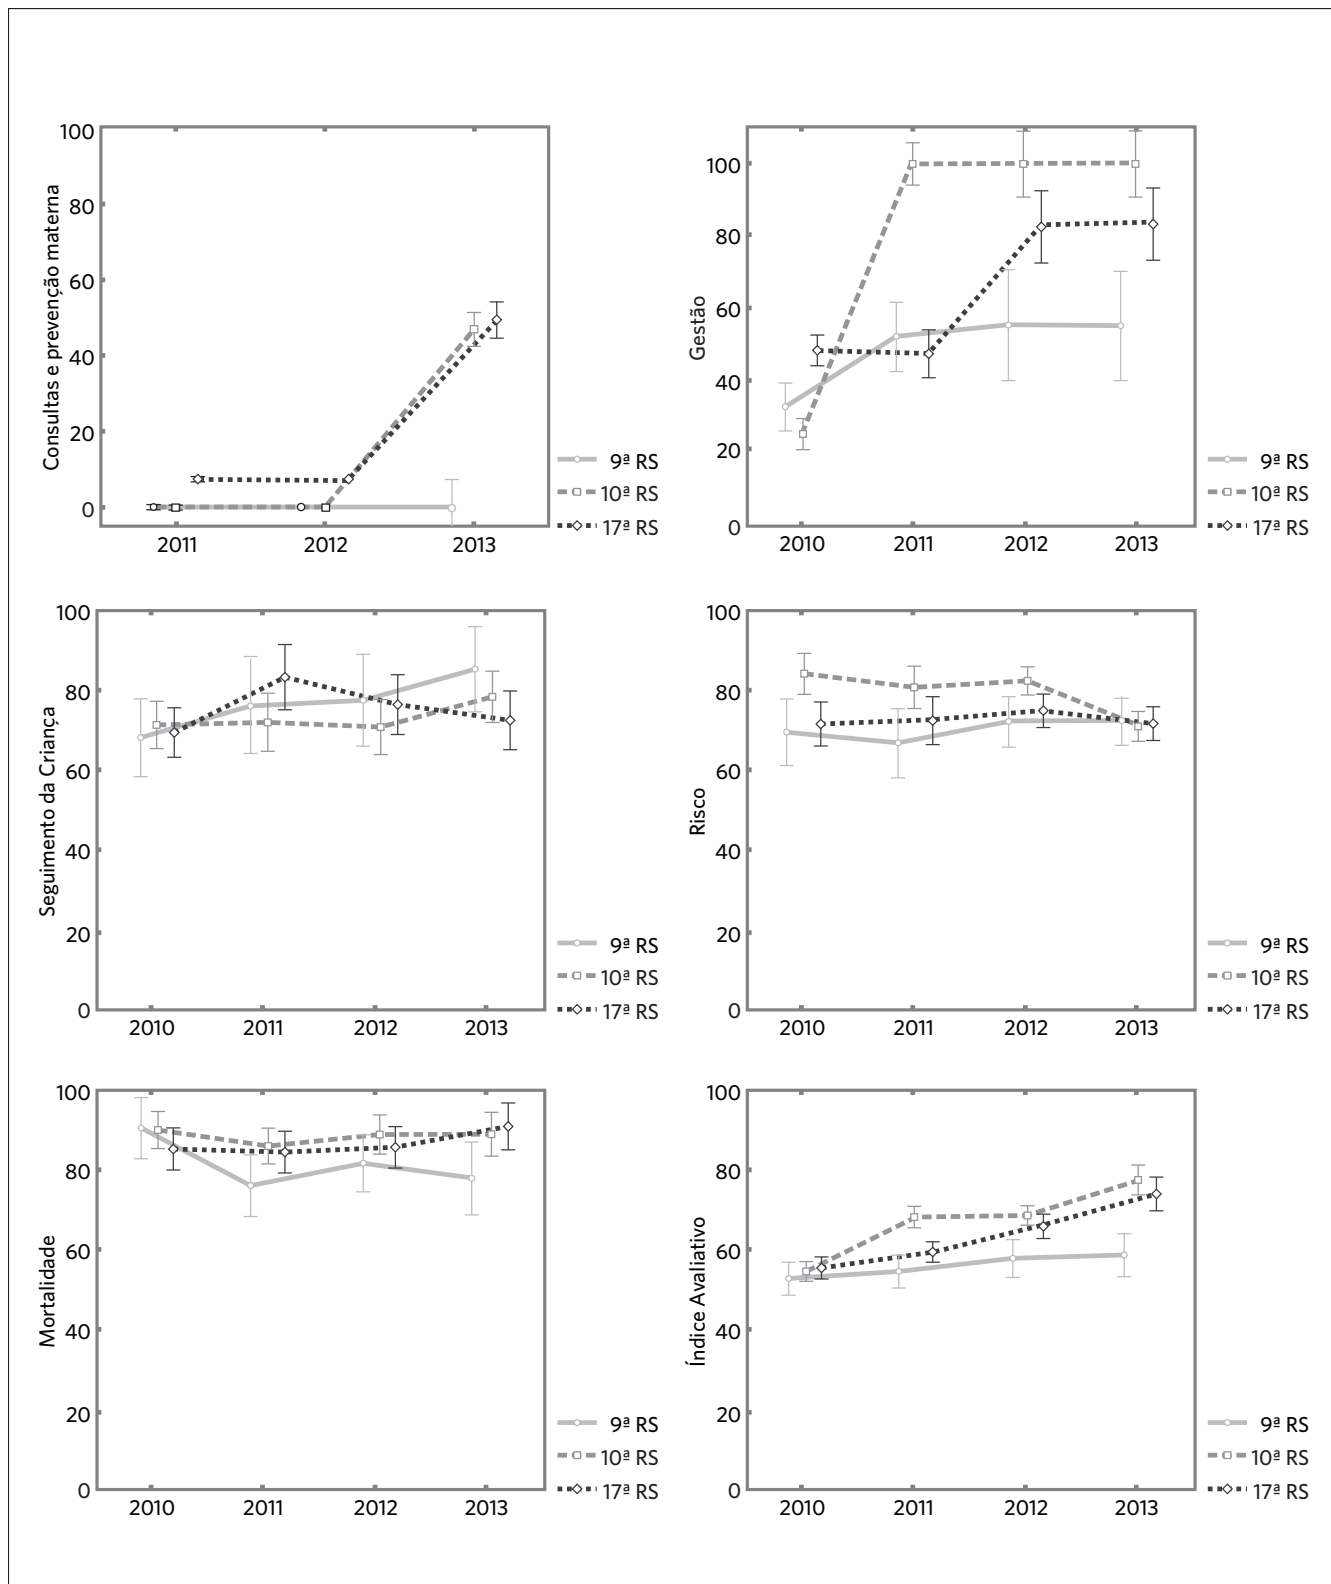 Consultas e prevenção materna
100
80
60
40
20
0
2011 2012 2013
9ª RS
10ª RS
17ª RS
Gestão
100
80
60
40
20
0
2010 2011 2012 2013
9ª RS
10ª RS
17ª RS
Seguimento da Criança
100
80
60
40
20
0
2010 2011 2012 2013
9ª RS
10ª RS
17ª RS
Risco
100
80
60
40
20
0
2010 2011 2012 2013
9ª RS
10ª RS
17ª RS
Mortalidade
100
80
60
40
20
0
2010 2011 2012 2013
9ª RS
10ª RS
17ª RS
Índice Avaliativo
100
80
60
40
20
0
2010 2011 2012 2013
9ª RS
10ª RS
17ª RS